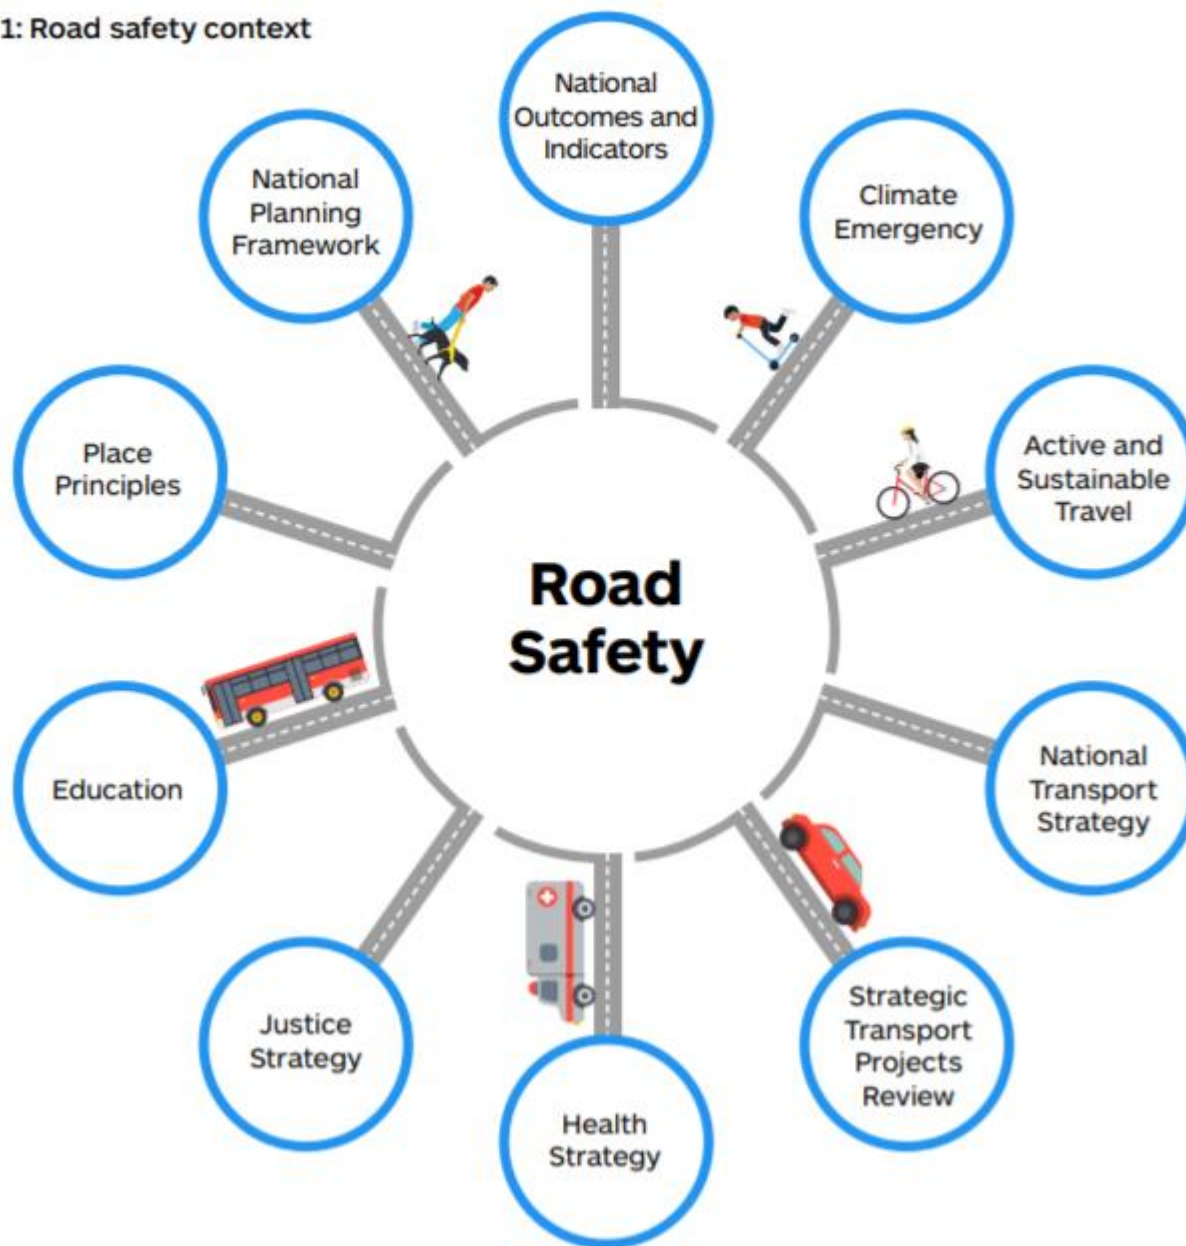 1: Road safety context
National
Outcomes and
Indicators
Climate
Emergency
Active and
Sustainable
Travel
National
Transport
Strategy
Strategic
Transport
Projects
Review
Health
Strategy
Justice
Strategy
Education
Place
Principles
National
Planning
Framework
Road
Safety